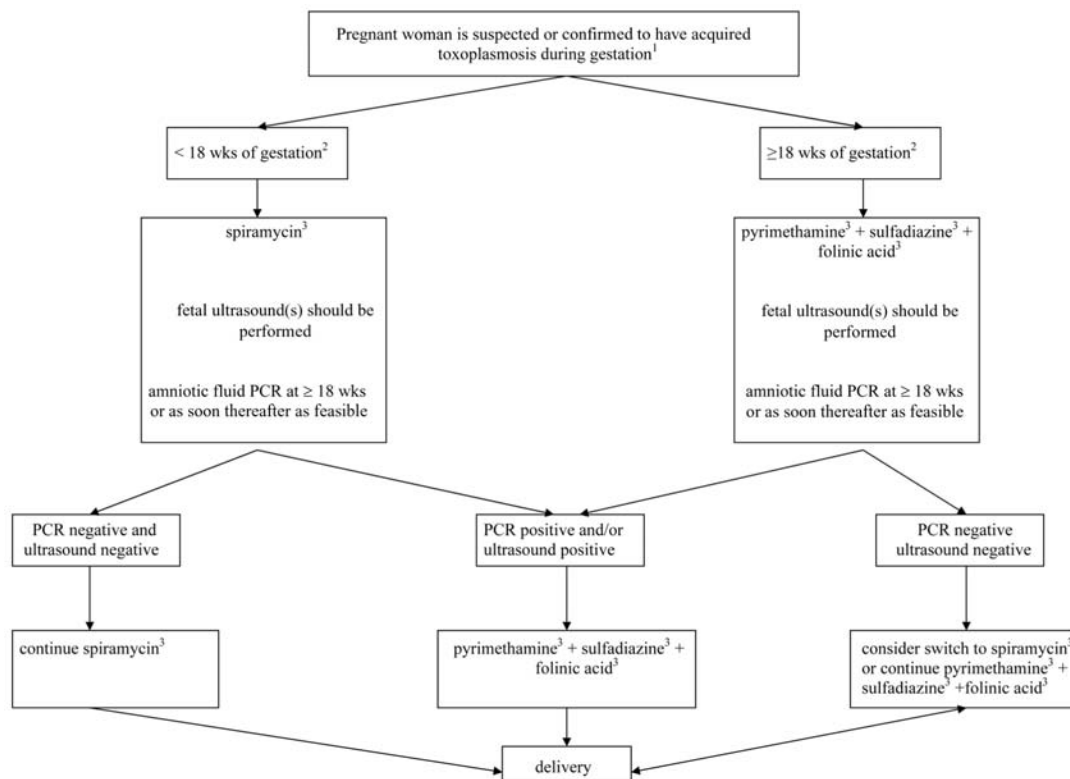 Pregnant woman is suspected or confirmed to have acquired
toxoplasmosis during gestation¹
< 18 wks of gestation²
≥18 wks of gestation²
spiramycin³
fetal ultrasound(s) should be
performed
amniotic fluid PCR at ≥ 18 wks
or as soon thereafter as feasible
pyrimethamine³ + sulfadiazine³ +
folinic acid³
fetal ultrasound(s) should be
performed
amniotic fluid PCR at ≥ 18 wks
or as soon thereafter as feasible
PCR negative and
ultrasound negative
PCR positive and/or
ultrasound positive
PCR negative
ultrasound negative
continue spiramycin³
pyrimethamine³ + sulfadiazine³ +
folinic acid³
consider switch to spiramycin³
or continue pyrimethamine³ +
sulfadiazine³ +folinic acid³
delivery